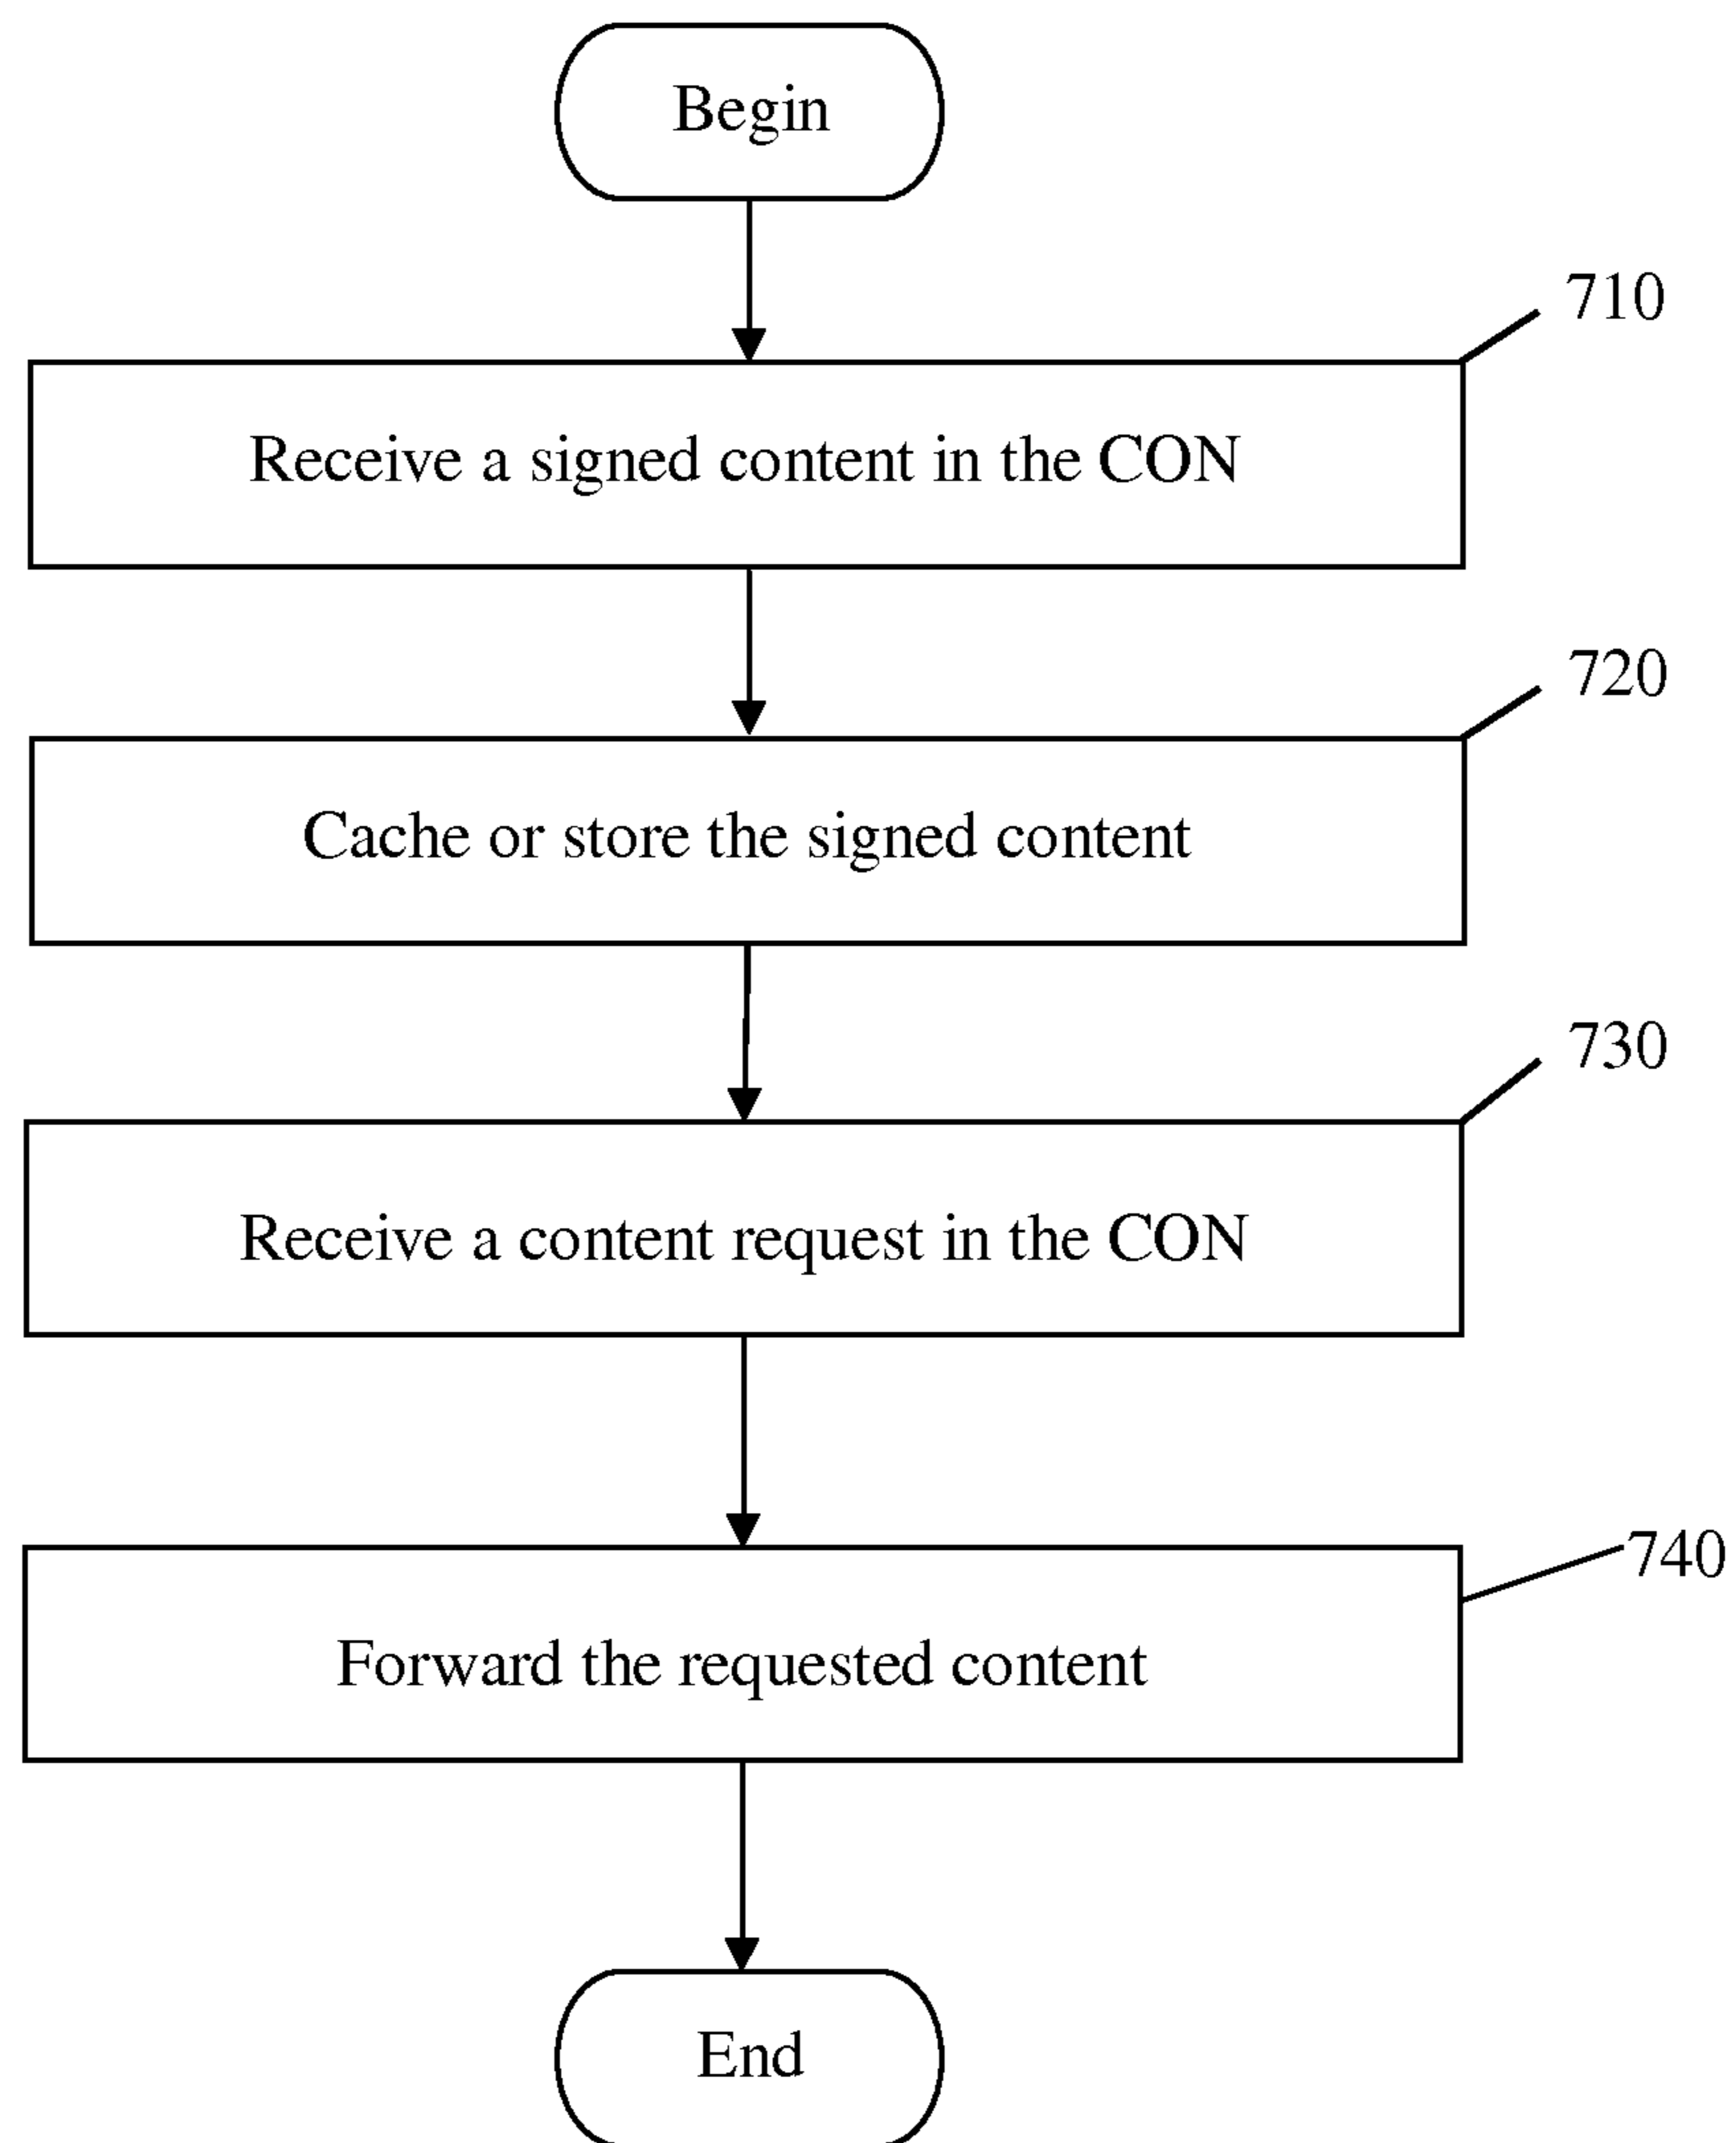 Begin
710
Receive a signed content in the CON
720
Cache or store the signed content
730
Receive a content request in the CON
740
Forward the requested content
End